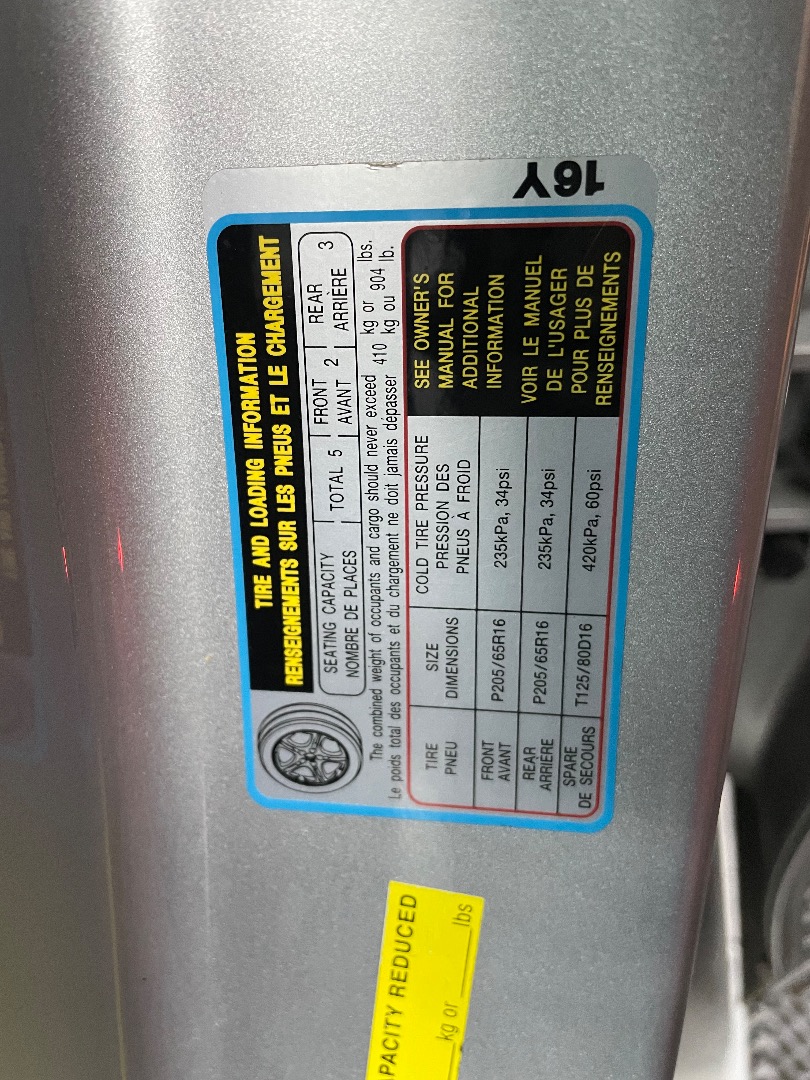 16Y
TIRE AND LOADING INFORMATION
RENSEIGNEMENTS SUR LES PNEUS ET LE CHARGEMENT
SEATING CAPACITY
NOMBRE DE PLACES
TOTAL 5
FRONT
AVANT
2
REAR
ARRIÈRE
3
The combined weight of occupants and cargo should never exceed 410 kg or 904 lbs.
Le poids total des occupants et du chargement ne doit jamais dépasser 410 kg ou 904 lb.
TIRE
PNEU
SIZE
DIMENSIONS
COLD TIRE PRESSURE
PRESSION DES
PNEUS À FROID
FRONT
AVANT
P205/65R16
235kPa, 34psi
REAR
ARRIÈRE
P205/65R16
235kPa, 34psi
SPARE
DE SECOURS
T125/80D16
420kPa, 60psi
SEE OWNER'S
MANUAL FOR
ADDITIONAL
INFORMATION
VOIR LE MANUEL
DE L'USAGER
POUR PLUS DE
RENSEIGNEMENTS
REDUCED
kg or ____lbs